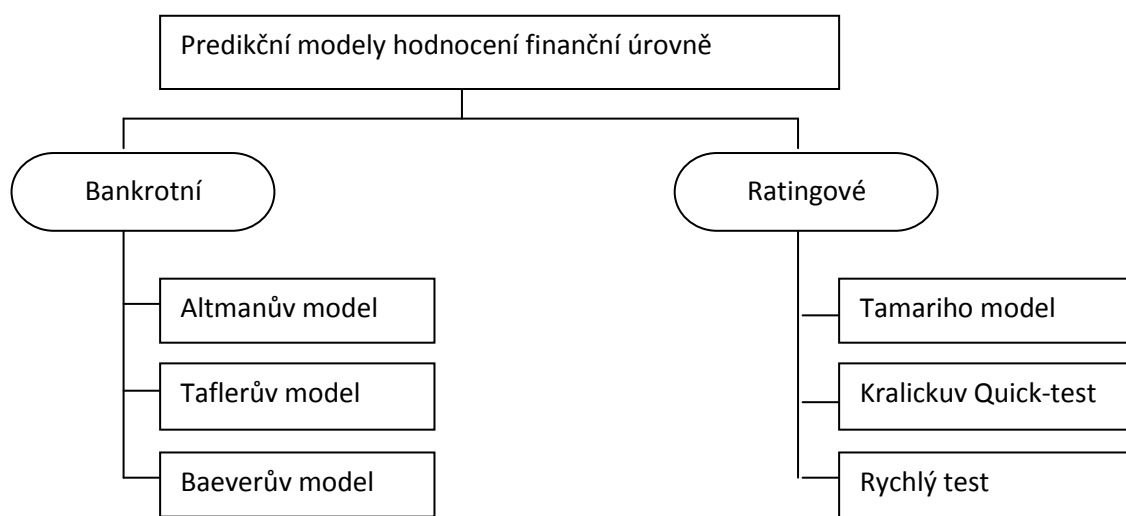 Predikční modely hodnocení finanční úrovně
Bankrotní
Ratingové
Altmanův model
Taflerův model
Baeverův model
Tamariho model
Kralickuv Quick-test
Rychlý test